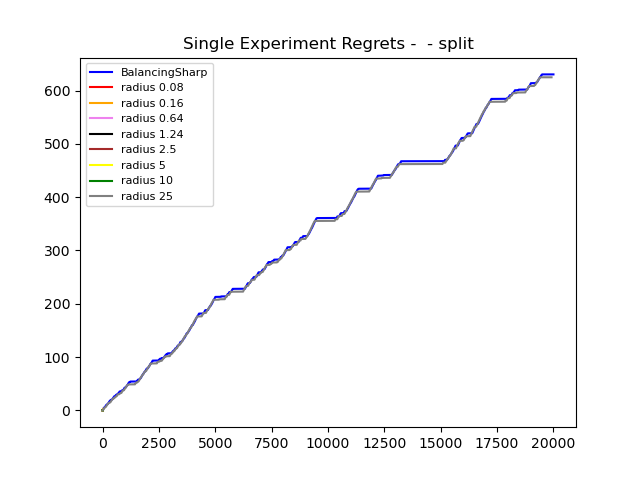 Single Experiment Regrets -  - split
BalancingSharp
radius 0.08
radius 0.16
radius 0.64
radius 1.24
radius 2.5
radius 5
radius 10
radius 25
600
500
400
300
200
100
0
0 2500 5000 7500 10000 12500 15000 17500 20000